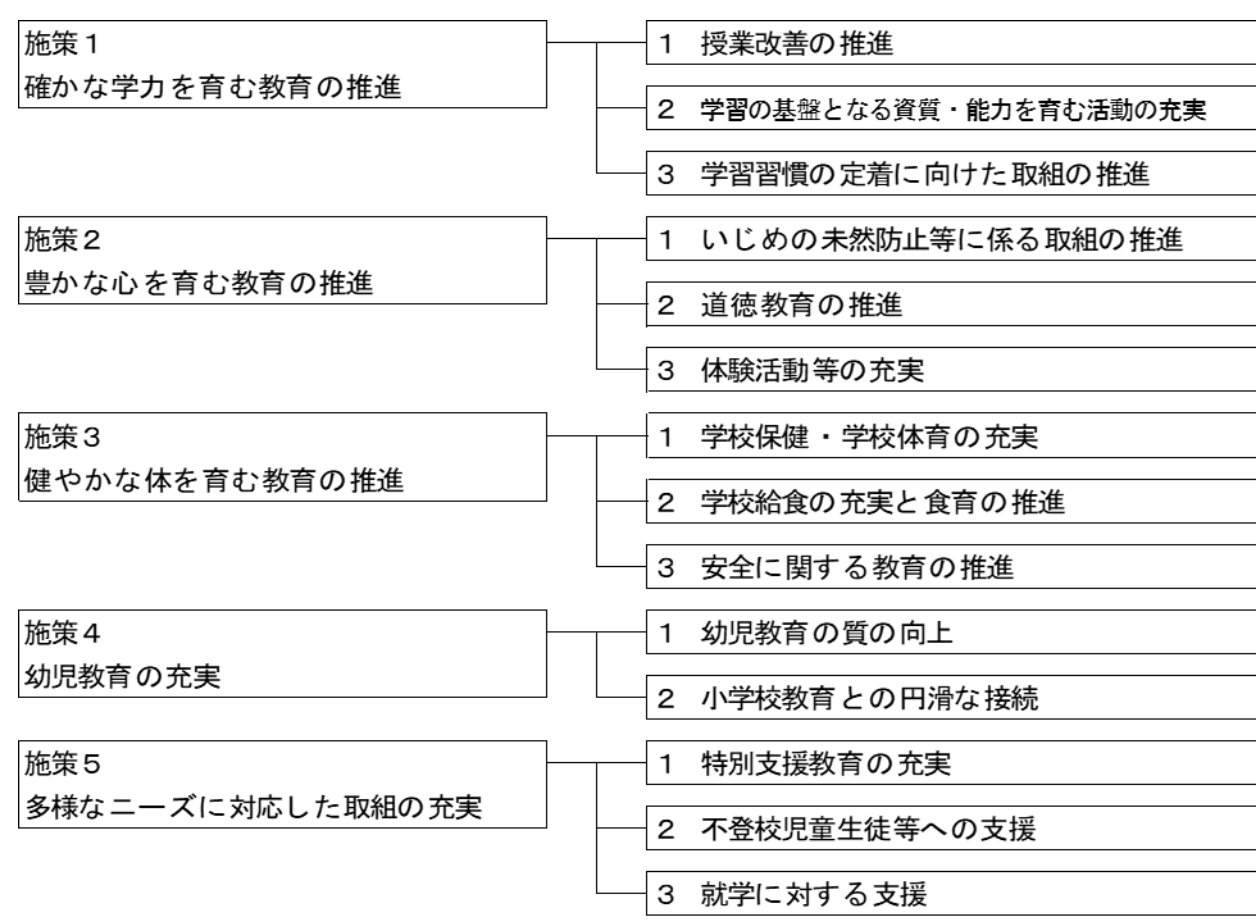 施策１
確かな学力を育む教育の推進
１　授業改善の推進
２　学習の基盤となる資質・能力を育む活動の充実
３　学習習慣の定着に向けた取組の推進
施策２
豊かな心を育む教育の推進
１　いじめの未然防止等に係る取組の推進
２　道徳教育の推進
３　体験活動等の充実
施策３
健やかな体を育む教育の推進
１　学校保健・学校体育の充実
２　学校給食の充実と食育の推進
３　安全に関する教育の推進
施策４
幼児教育の充実
１　幼児教育の質の向上
２　小学校教育との円滑な接続
施策５
多様なニーズに対応した取組の充実
１　特別支援教育の充実
２　不登校児童生徒等への支援
３　就学に対する支援